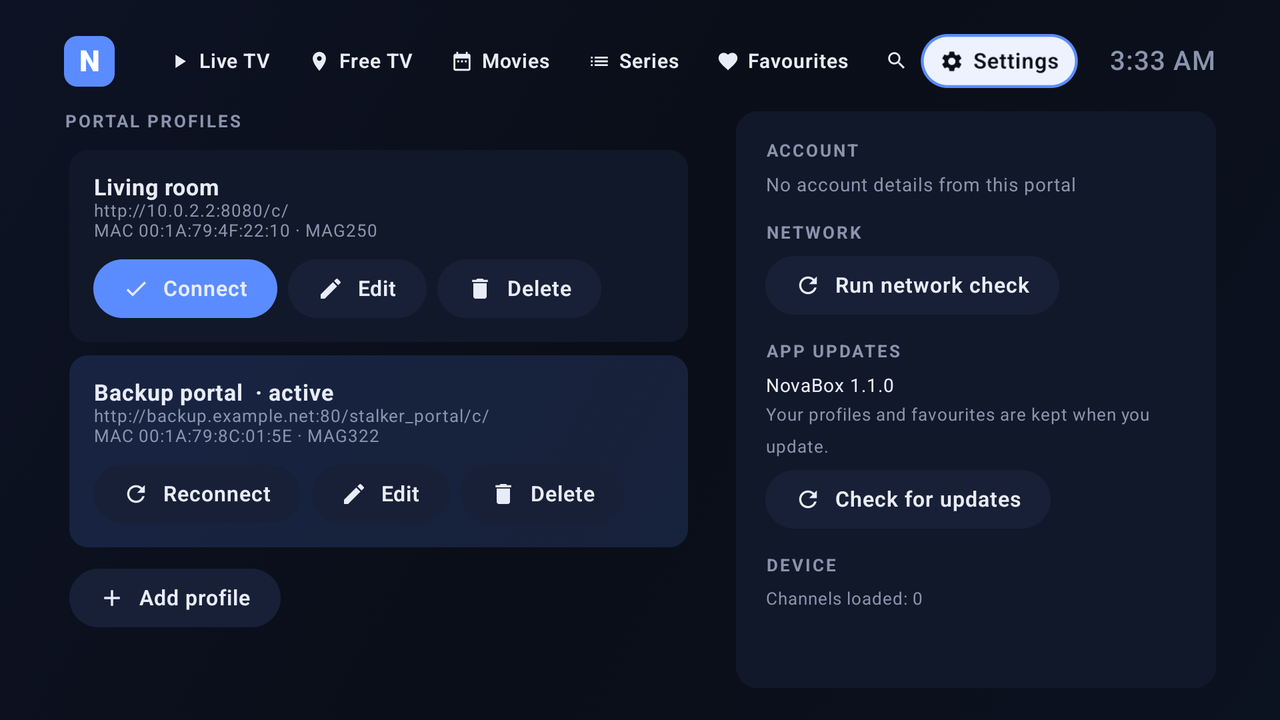 N
Live TV
Free TV
Movies
Series
Favourites
Settings
3:33 AM
PORTAL PROFILES
Living room
http://10.0.2.2:8080/c/
MAC 00:1A:79:4F:22:10 · MAG250
Connect
Edit
Delete
Backup portal · active
http://backup.example.net:80/stalker_portal/c/
MAC 00:1A:79:8C:01:5E · MAG322
Reconnect
Edit
Delete
Add profile
ACCOUNT
No account details from this portal
NETWORK
Run network check
APP UPDATES
NovaBox 1.1.0
Your profiles and favourites are kept when you
update.
Check for updates
DEVICE
Channels loaded: 0